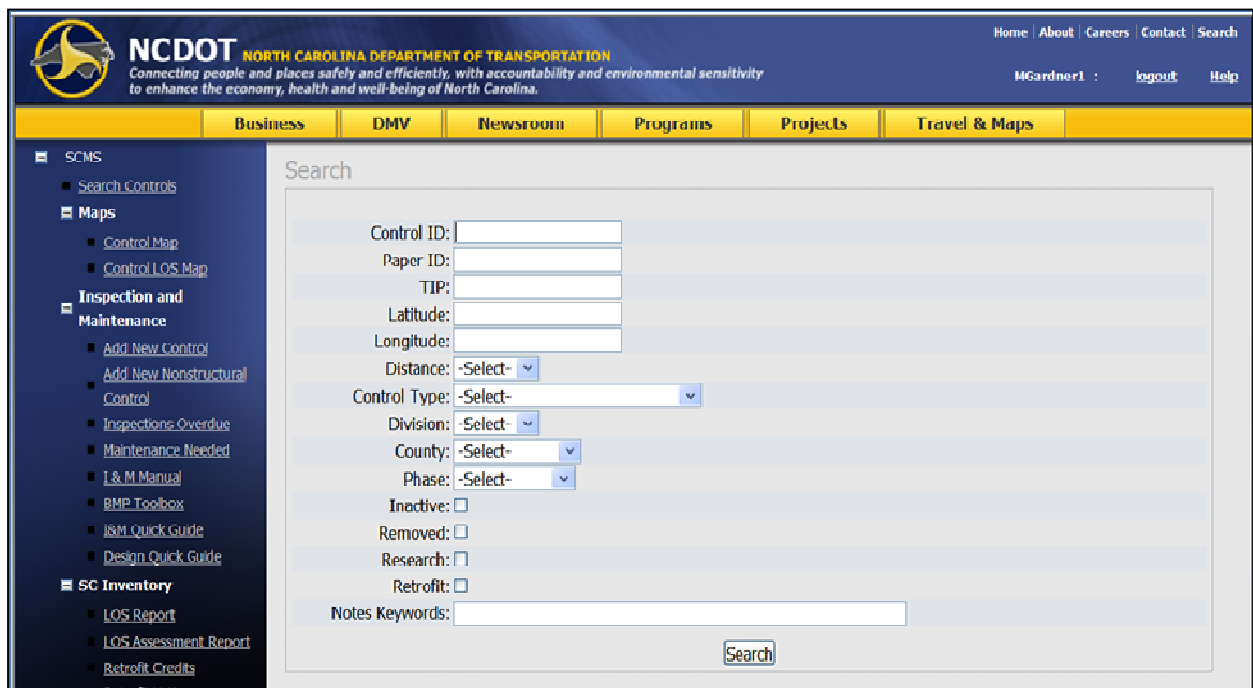 Home | About | Careers | Contact | Search
NCDOT NORTH CAROLINA DEPARTMENT OF TRANSPORTATION
Connecting people and places safely and efficiently, with accountability and environmental sensitivity
to enhance the economy, health and well-being of North Carolina.
MGardner1 : logout Help
Business DMV Newsroom Programs Projects Travel & Maps
SCMS
Search Controls
Maps
Control Map
Control LOS Map
Inspection and
Maintenance
Add New Control
Add New Nonstructural
Control
Inspections Overdue
Maintenance Needed
I & M Manual
BMP Toolbox
I&M Quick Guide
Design Quick Guide
SC Inventory
LOS Report
LOS Assessment Report
Retrofit Credits
Search
Control ID:
Paper ID:
TIP:
Latitude:
Longitude:
Distance: -Select-
Control Type: -Select-
Division: -Select-
County: -Select-
Phase: -Select-
Inactive:
Removed:
Research:
Retrofit:
Notes Keywords:
Search